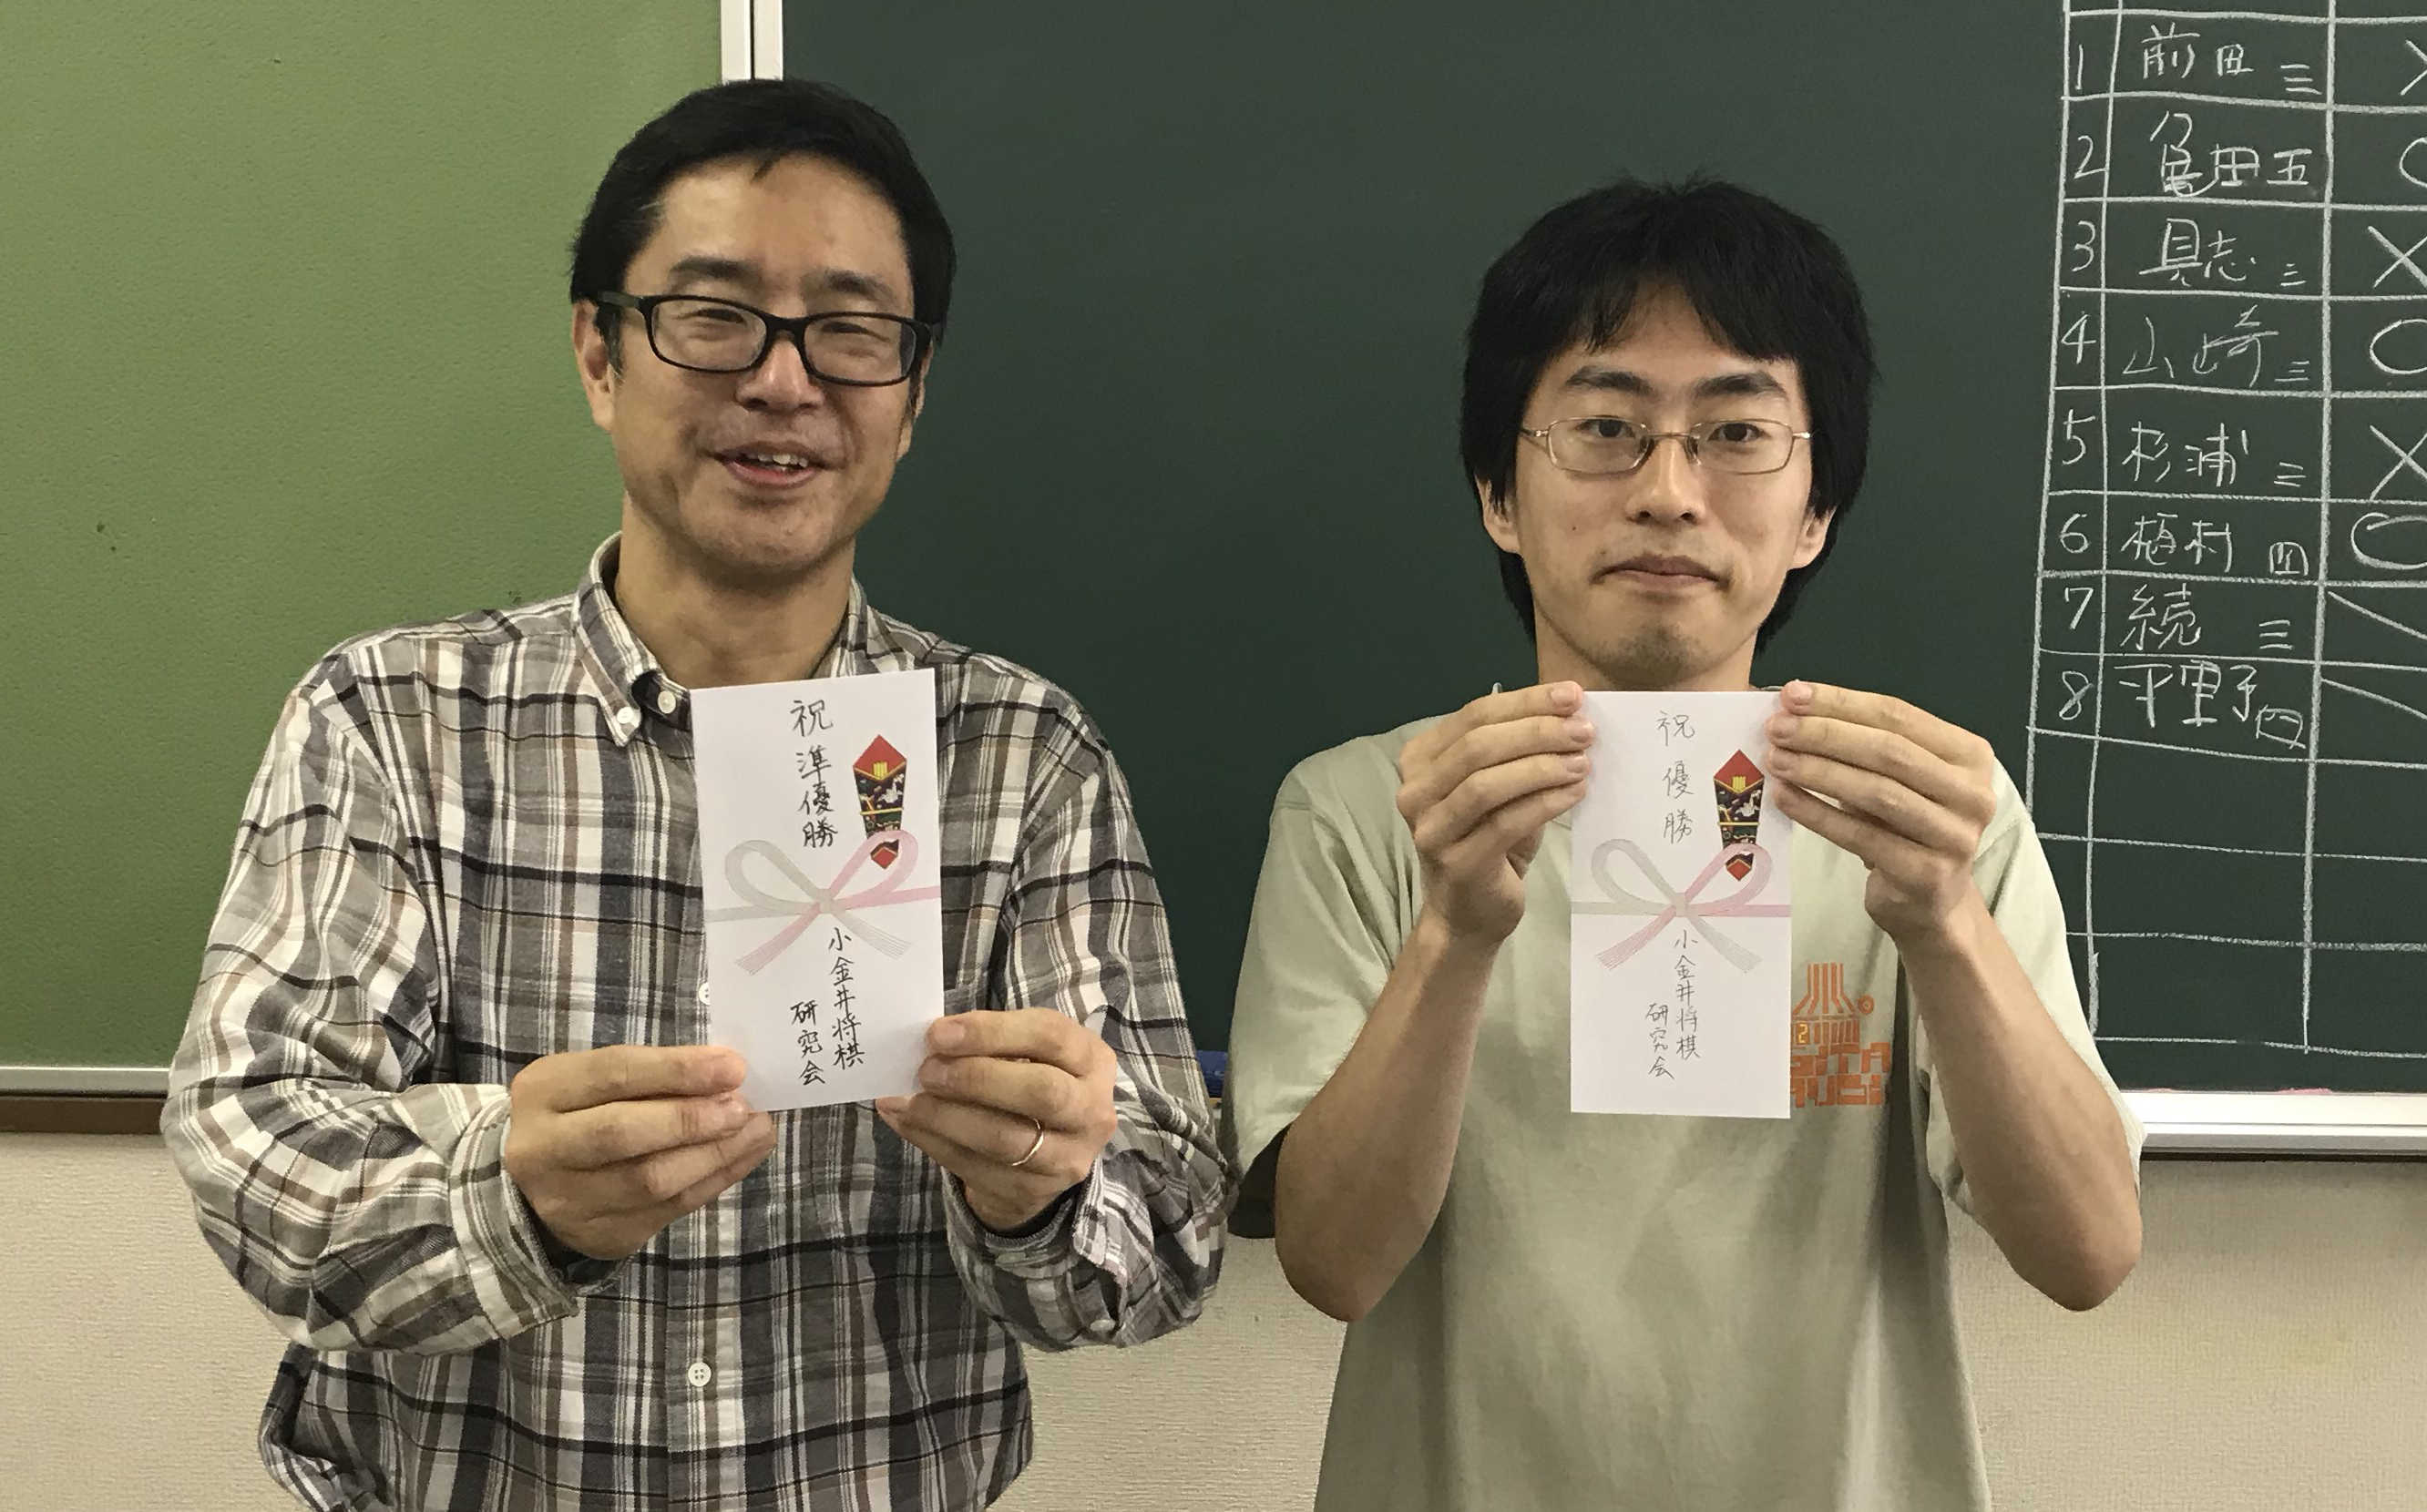 祝
準優勝
小金井将棋
研究会
祝
優勝
小金井将棋
研究会
1 前田 三 X
2 亀田 五
3 具志 三 X
4 山崎 三 〇
5 杉浦 三 X
6 植村 四 〇
7 続 三
8 平野 四